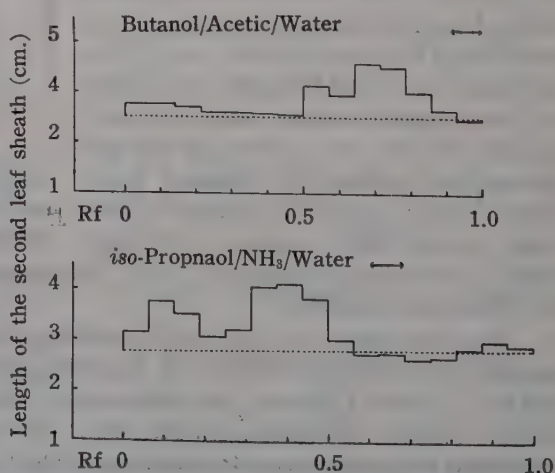 Length of the second leaf sheath (cm.)
Butanol/Acetic/Water
5
4
2
1
Rf 0 0.5 1.0
iso-Propnaol/NH₃/Water
4
3
2
1
Rf 0 0.5 1.0